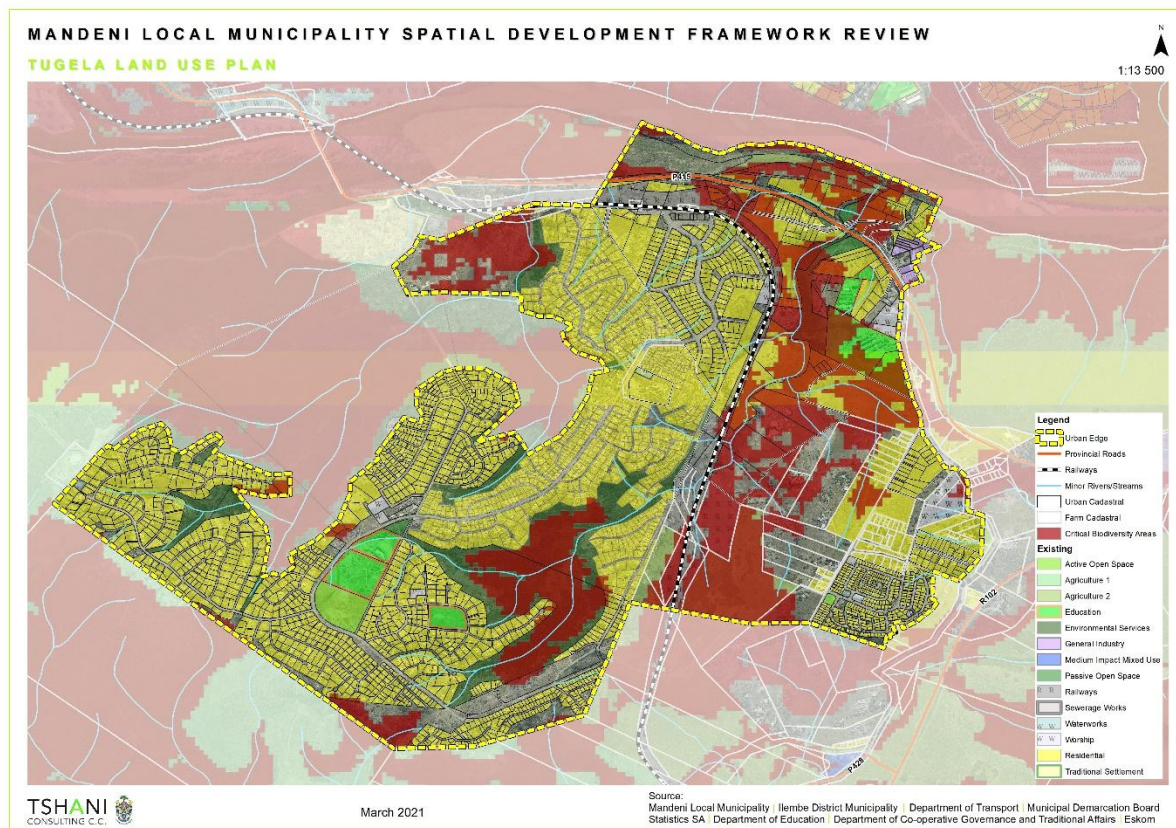 MANDENI LOCAL MUNICIPALITY SPATIAL DEVELOPMENT FRAMEWORK REVIEW
TUGELA LAND USE PLAN
N
1:13 500
P415
R102
P428
Legend
Urban Edge
Provincial Roads
Railways
Minor Rivers/Streams
Urban Cadastral
Farm Cadastral
Critical Biodiversity Areas
Existing
Active Open Space
Agriculture 1
Agriculture 2
Education
Environmental Services
General Industry
Medium Impact Mixed Use
Passive Open Space
Railways
Sewerage Works
Waterworks
Worship
Residential
Traditional Settlement
TSHANI
CONSULTING C.C.
March 2021
Source:
Mandeni Local Municipality | Ilembe District Municipality | Department of Transport | Municipal Demarcation Board
Statistics SA | Department of Education | Department of Co-operative Governance and Traditional Affairs | Eskom